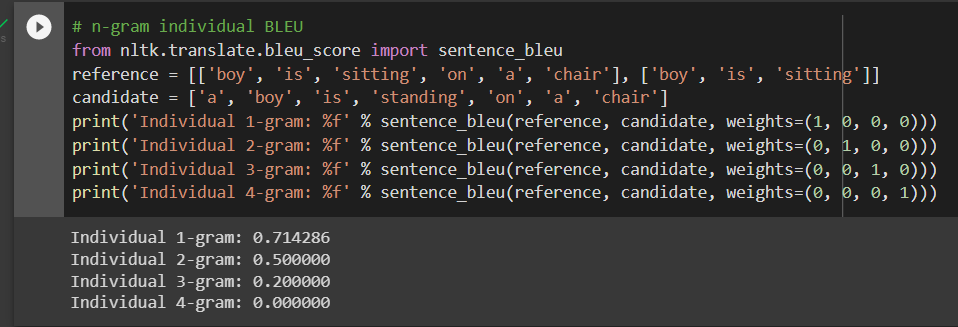 # n-gram individual BLEU
from nltk.translate.bleu_score import sentence_bleu
reference = [['boy', 'is', 'sitting', 'on', 'a', 'chair'], ['boy', 'is', 'sitting']]
candidate = ['a', 'boy', 'is', 'standing', 'on', 'a', 'chair']
print('Individual 1-gram: %f' % sentence_bleu(reference, candidate, weights=(1, 0, 0, 0)))
print('Individual 2-gram: %f' % sentence_bleu(reference, candidate, weights=(0, 1, 0, 0)))
print('Individual 3-gram: %f' % sentence_bleu(reference, candidate, weights=(0, 0, 1, 0)))
print('Individual 4-gram: %f' % sentence_bleu(reference, candidate, weights=(0, 0, 0, 1)))
Individual 1-gram: 0.714286
Individual 2-gram: 0.500000
Individual 3-gram: 0.200000
Individual 4-gram: 0.000000